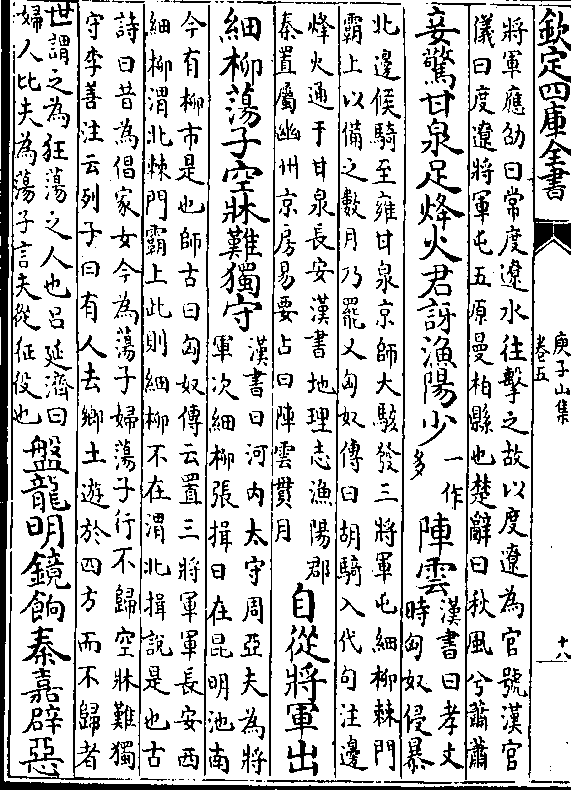 欽定四庫全書
庾子山集
卷五
十八
將軍應劭曰常度遼水往擊之故以度遼為官號漢官
儀曰度遼將軍屯五原曼柏縣也楚辭曰秋風兮蕭蕭
妾驚甘泉足烽火君訝漁陽少
一作
多
陣雲
漢書曰孝文
時匈奴侵暴
北邊候騎至雍甘泉京師大駭發三將軍屯細柳棘門
霸上以備之數月乃罷又匈奴傳曰胡騎入代句注邊
烽火通于甘泉長安漢書地理志漁陽郡
秦置屬幽州京房易要占曰陣雲貫月
自從將軍出
細柳蕩子空牀難獨守
漢書曰河内太守周亞夫為將
軍次細柳張揖曰在昆明池南
今有柳市是也師古曰匈奴傳云置三將軍軍長安西
細柳渭北棘門霸上此則細柳不在渭北揖說是也古
詩曰昔為倡家女今為蕩子婦蕩子行不歸空牀難獨
守李善注云列子曰有人去鄉土遊於四方而不歸者
世謂之為狂蕩之人也吕延濟曰
婦人比夫為蕩子言夫從征役也
盤龍明鏡餉秦嘉辟惡